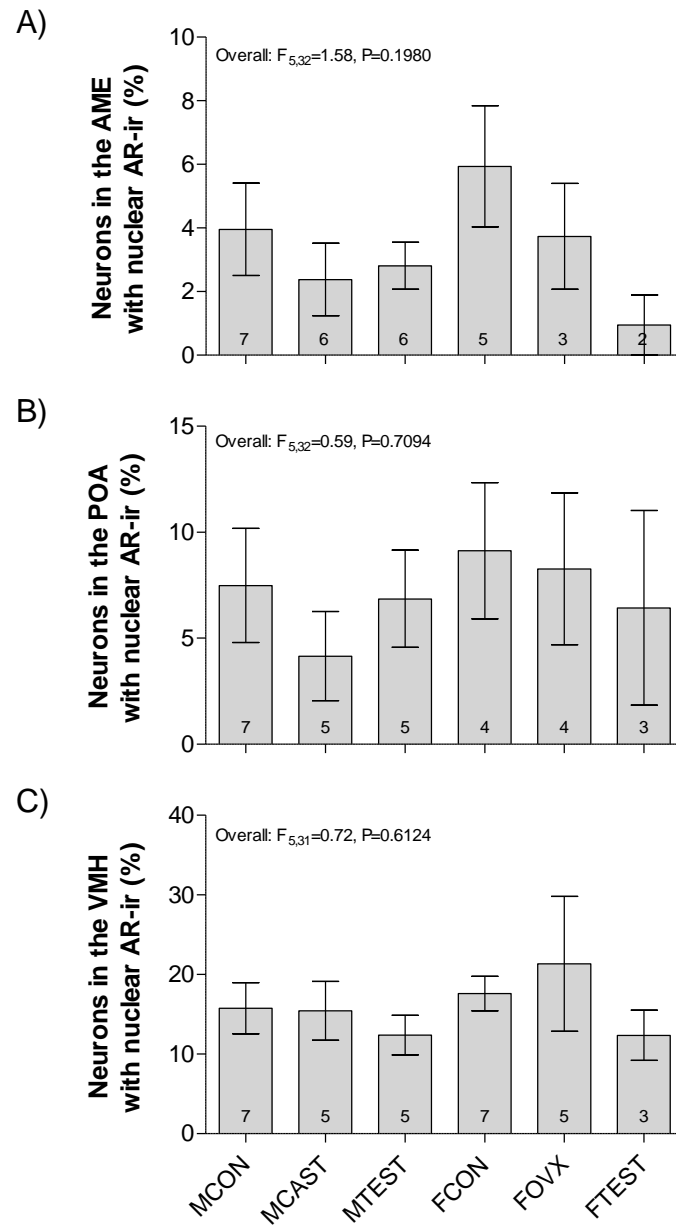 A)
Neurons in the AME
with nuclear AR-ir (%)
10
8
6
4
2
0
Overall: F5,32=1.58, P=0.1980
7 6 6 5 3 2
B)
Neurons in the POA
with nuclear AR-ir (%)
15
10
5
0
Overall: F5,32=0.59, P=0.7094
7 5 5 4 4 3
C)
Neurons in the VMH
with nuclear AR-ir (%)
40
30
20
10
0
Overall: F5,31=0.72, P=0.6124
7 5 5 7 5 3
MCON MCAST MTEST FCON FOVX FTEST